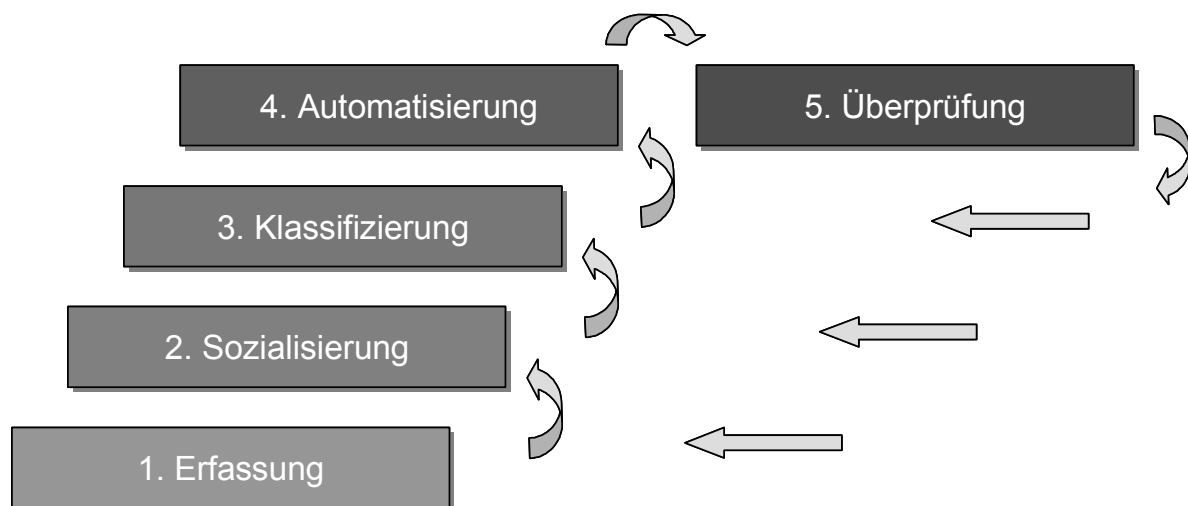 4. Automatisierung
5. Überprüfung
3. Klassifizierung
2. Sozialisierung
1. Erfassung